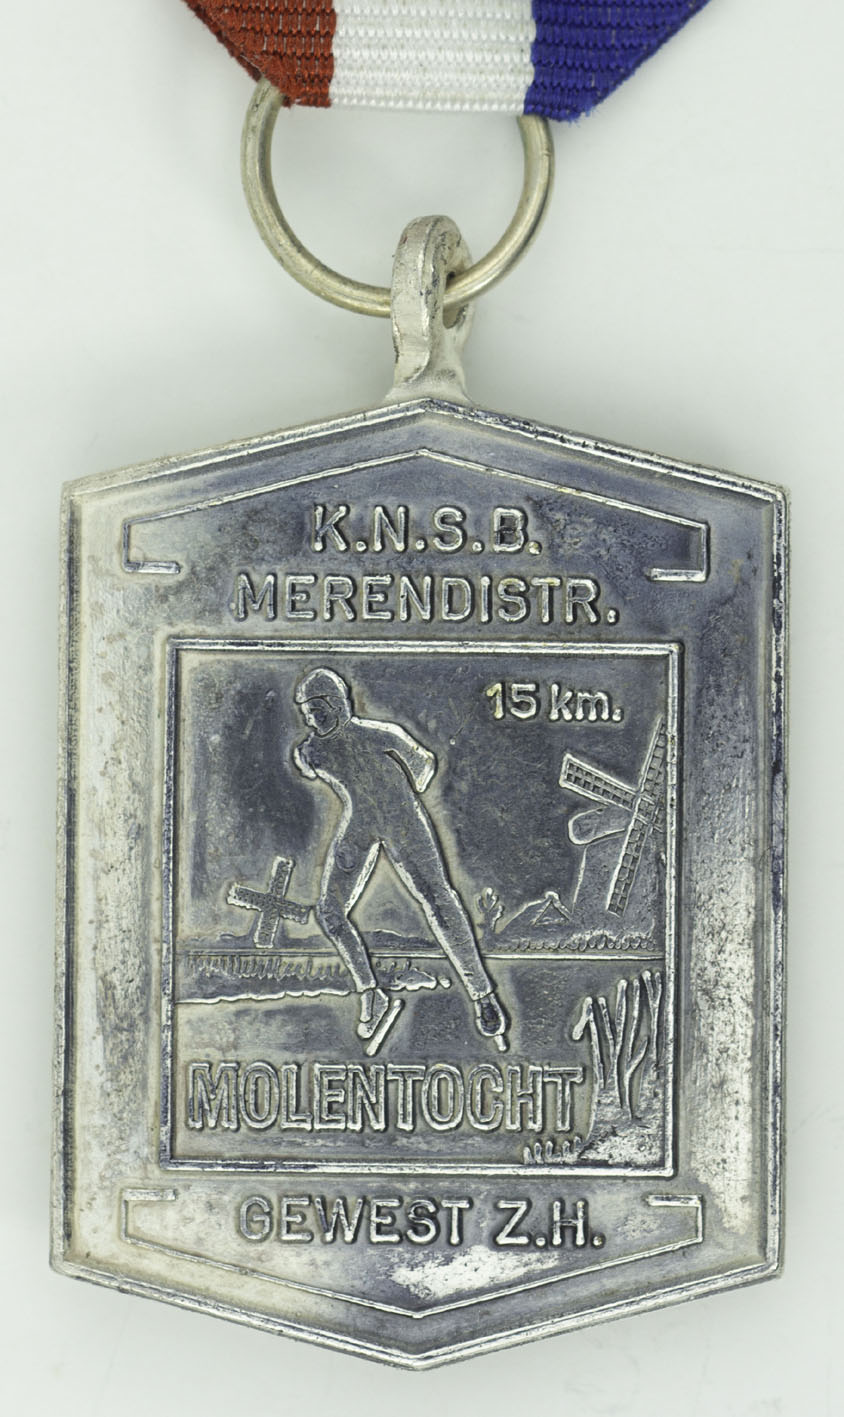 K.N.S.B.
MERENDISTR.
15 km.
MOLENTOCHT
GEWEST Z.H.